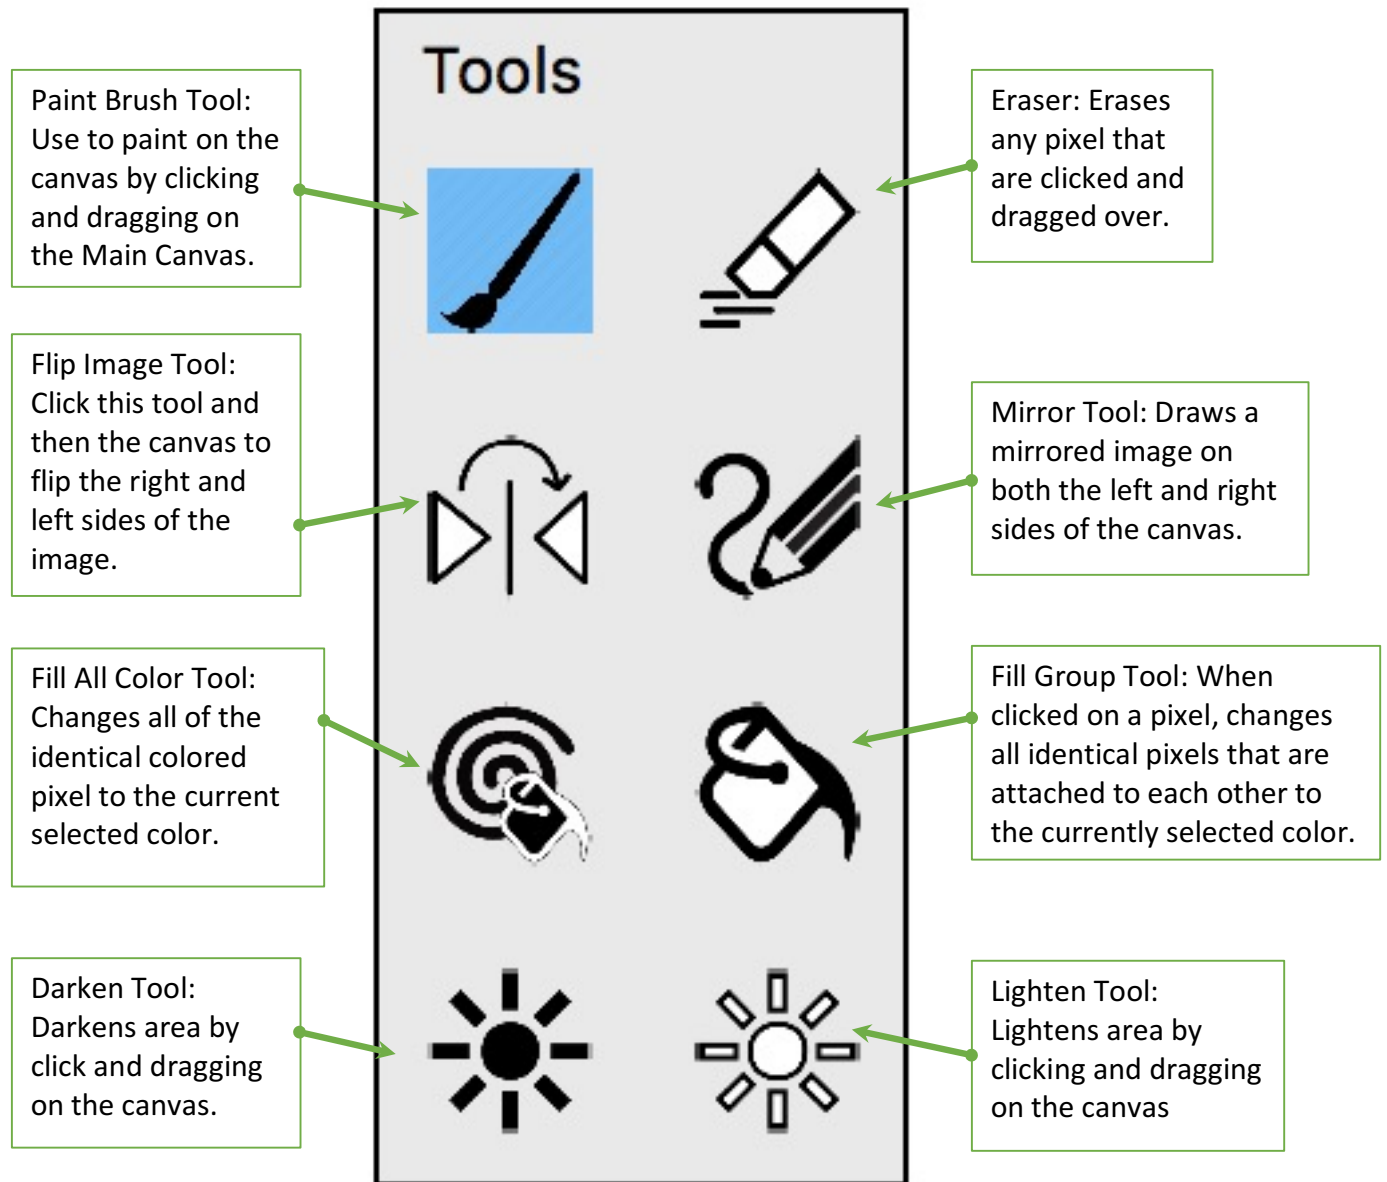 Tools
Paint Brush Tool:
Use to paint on the
canvas by clicking
and dragging on
the Main Canvas.
Eraser: Erases
any pixel that
are clicked and
dragged over.
Flip Image Tool:
Click this tool and
then the canvas to
flip the right and
left sides of the
image.
Mirror Tool: Draws a
mirrored image on
both the left and right
sides of the canvas.
Fill All Color Tool:
Changes all of the
identical colored
pixel to the current
selected color.
Fill Group Tool: When
clicked on a pixel, changes
all identical pixels that are
attached to each other to
the currently selected color.
Darken Tool:
Darkens area by
click and dragging
on the canvas.
Lighten Tool:
Lightens area by
clicking and dragging
on the canvas